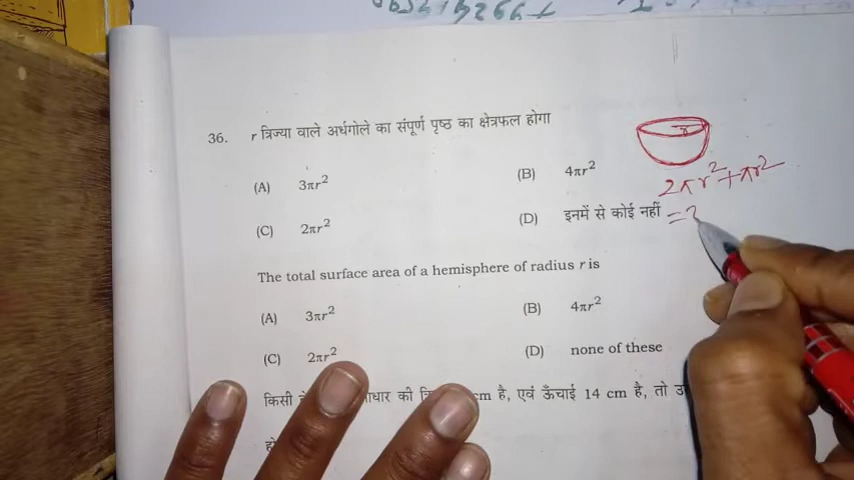 36. r त्रिज्या वाले अर्धगोले का संपूर्ण पृष्ठ का क्षेत्रफल होगा
(A) 3πr² (B) 4πr²
(C) 2πr² (D) इनमें से कोई नहीं
r
2πr²+πr²
=3
The total surface area of a hemisphere of radius r is
(A) 3πr² (B) 4πr²
(C) 2πr² (D) none of these
किसी की cm है, एवं ऊँचाई 14 cm है, तो